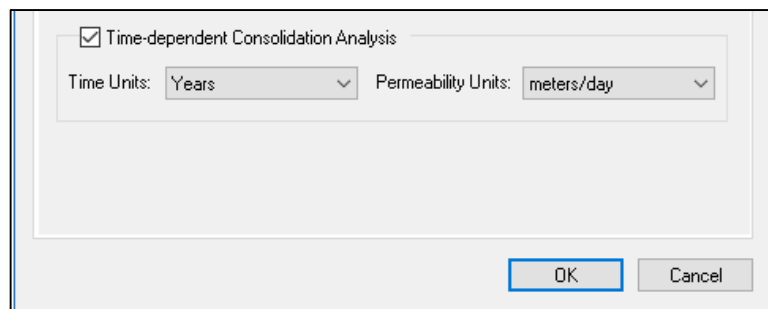 Time-dependent Consolidation Analysis
Time Units: Years Permeability Units: meters/day
OK Cancel